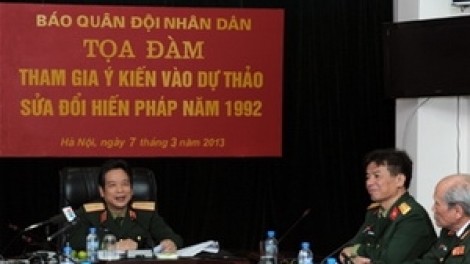 BÁO QUÂN ĐỘI NHÂN DÂN
TỌA ĐÀM
THAM GIA Ý KIẾN VÀO DỰ THẢO
SỬA ĐỔI HIẾN PHÁP NĂM 1992
Hà Nội, ngày 7 tháng 3 năm 2013